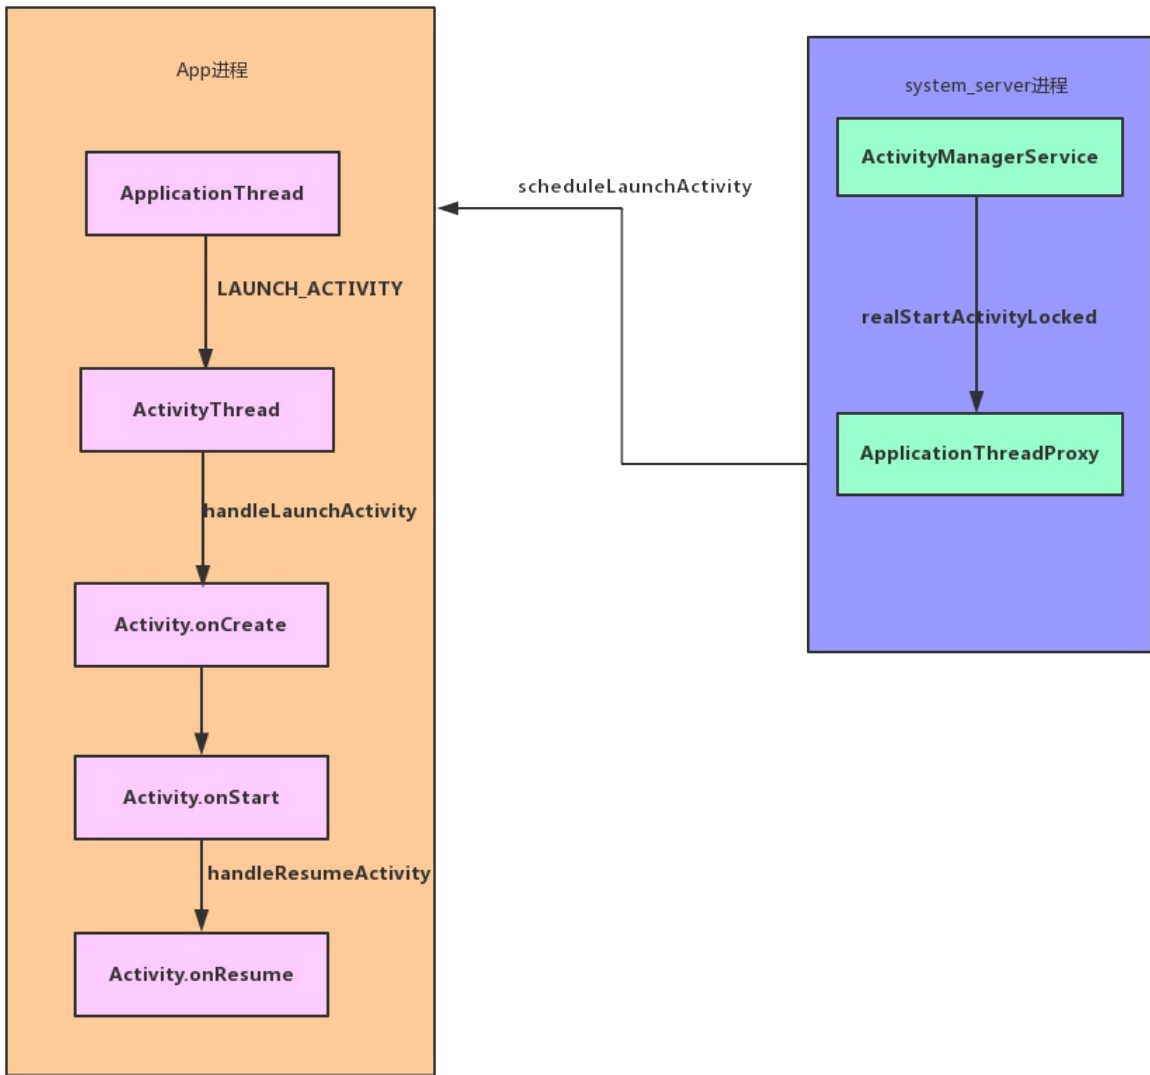 App进程
ApplicationThread
LAUNCH_ACTIVITY
ActivityThread
handleLaunchActivity
Activity.onCreate
Activity.onStart
handleResumeActivity
Activity.onResume
scheduleLaunchActivity
system_server进程
ActivityManagerService
realStartActivityLocked
ApplicationThreadProxy